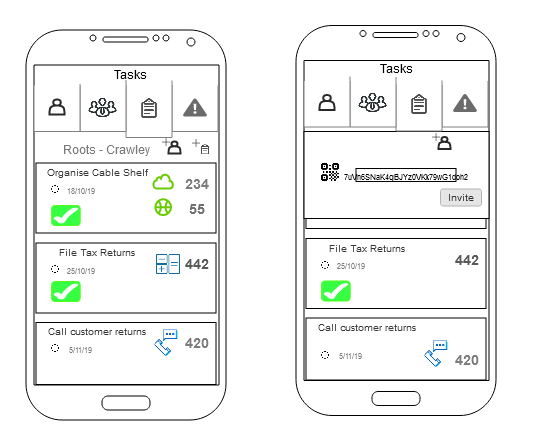 Tasks
Roots - Crawley
Organise Cable Shelf
18/10/19
234
55
File Tax Returns
25/10/19
442
Call customer returns
5/11/19
420
Tasks
Invite
File Tax Returns
25/10/19
442
Call customer returns
5/11/19
420